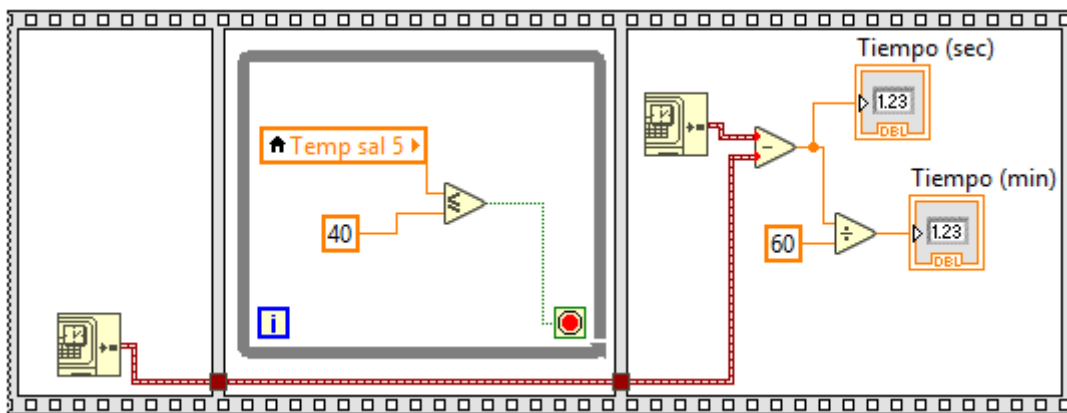 Tiempo (sec)
1.23
DBL
Temp sal 5
40
i
Tiempo (min)
60
1.23
DBL